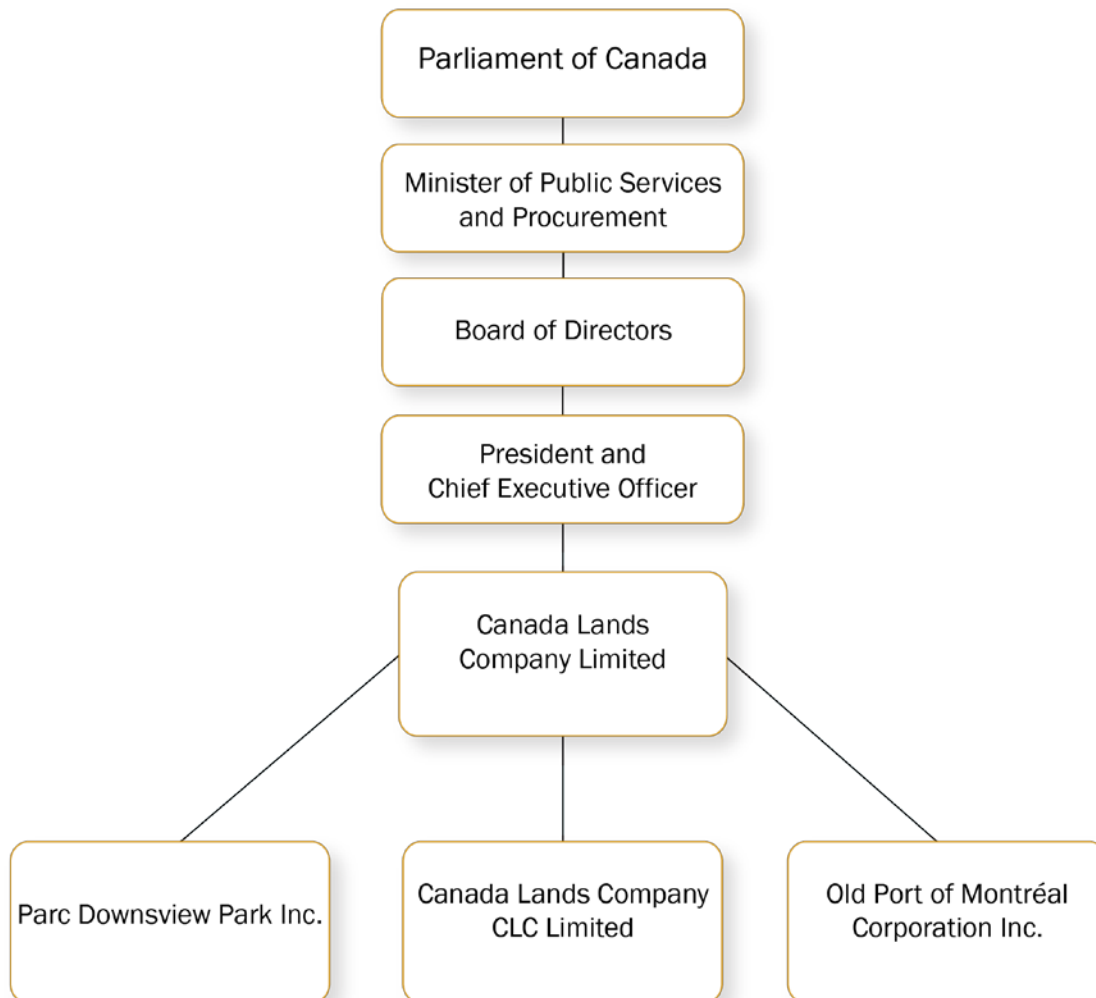 Parliament of Canada
Minister of Public Services
and Procurement
Board of Directors
President and
Chief Executive Officer
Canada Lands
Company Limited
Parc Downsview Park Inc.
Canada Lands Company
CLC Limited
Old Port of Montréal
Corporation Inc.